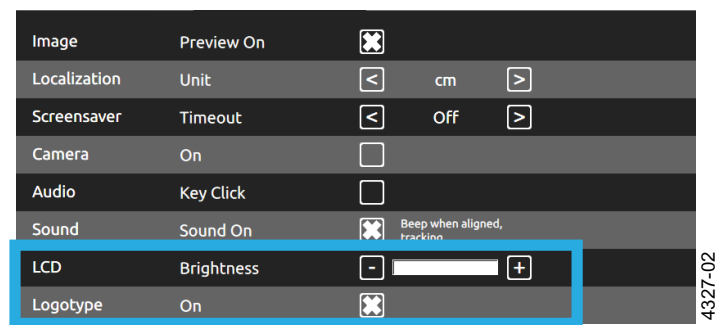 Image Preview On
Localization Unit < cm >
Screensaver Timeout < Off >
Camera On
Audio Key Click
Sound Sound On Beep when aligned,
tracking
LCD Brightness - +
Logotype On
4327-02